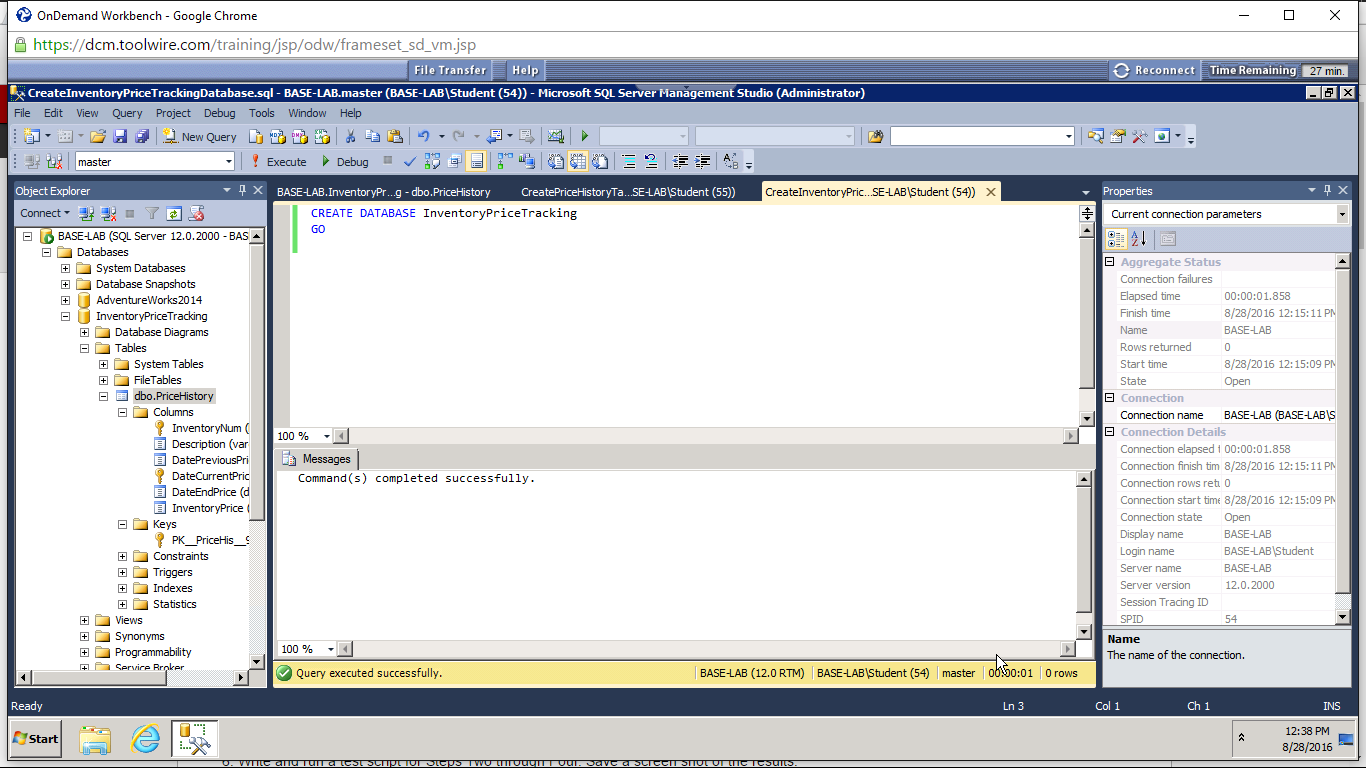 OnDemand Workbench - Google Chrome
https://dcm.toolwire.com/training/jsp/odw/frameset_sd_vm.jsp
File Transfer Help Reconnect Time Remaining 27 min.
CreateInventoryPriceTrackingDatabase.sql - BASE-LAB.master (BASE-LAB\Student (54)) - Microsoft SQL Server Management Studio (Administrator)
File Edit View Query Project Debug Tools Window Help
New Query
master Execute Debug
Object Explorer
Connect
BASE-LAB (SQL Server 12.0.2000 - BAS
Databases
System Databases
Database Snapshots
AdventureWorks2014
InventoryPriceTracking
Database Diagrams
Tables
System Tables
FileTables
dbo.PriceHistory
Columns
InventoryNum (
Description (var
DatePreviousPri
DateCurrentPric
DateEndPrice (d
InventoryPrice (
Keys
PK__PriceHis__9
Constraints
Triggers
Indexes
Statistics
Views
Synonyms
Programmability
Service Broker
BASE-LAB.InventoryPr...g - dbo.PriceHistory CreatePriceHistoryTa...SE-LAB\Student (55)) CreateInventoryPric...SE-LAB\Student (54))
CREATE DATABASE InventoryPriceTracking
GO
100 %
Messages
Command(s) completed successfully.
100 %
Query executed successfully. BASE-LAB (12.0 RTM) BASE-LAB\Student (54) master 00:00:01 0 rows
Properties
Current connection parameters
Aggregate Status
Connection failures
Elapsed time 00:00:01.858
Finish time 8/28/2016 12:15:11 PM
Name BASE-LAB
Rows returned 0
Start time 8/28/2016 12:15:09 PM
State Open
Connection
Connection name BASE-LAB (BASE-LAB\S
Connection Details
Connection elapsed t 00:00:01.858
Connection finish tim 8/28/2016 12:15:11 PM
Connection rows ret 0
Connection start time 8/28/2016 12:15:09 PM
Connection state Open
Display name BASE-LAB
Login name BASE-LAB\Student
Server name BASE-LAB
Server version 12.0.2000
Session Tracing ID
SPID 54
Name
The name of the connection.
Ready Ln 3 Col 1 Ch 1 INS
Start 12:38 PM
8/28/2016
6. Write and run a test script for Steps Two through Four. Save a screen shot of the results.